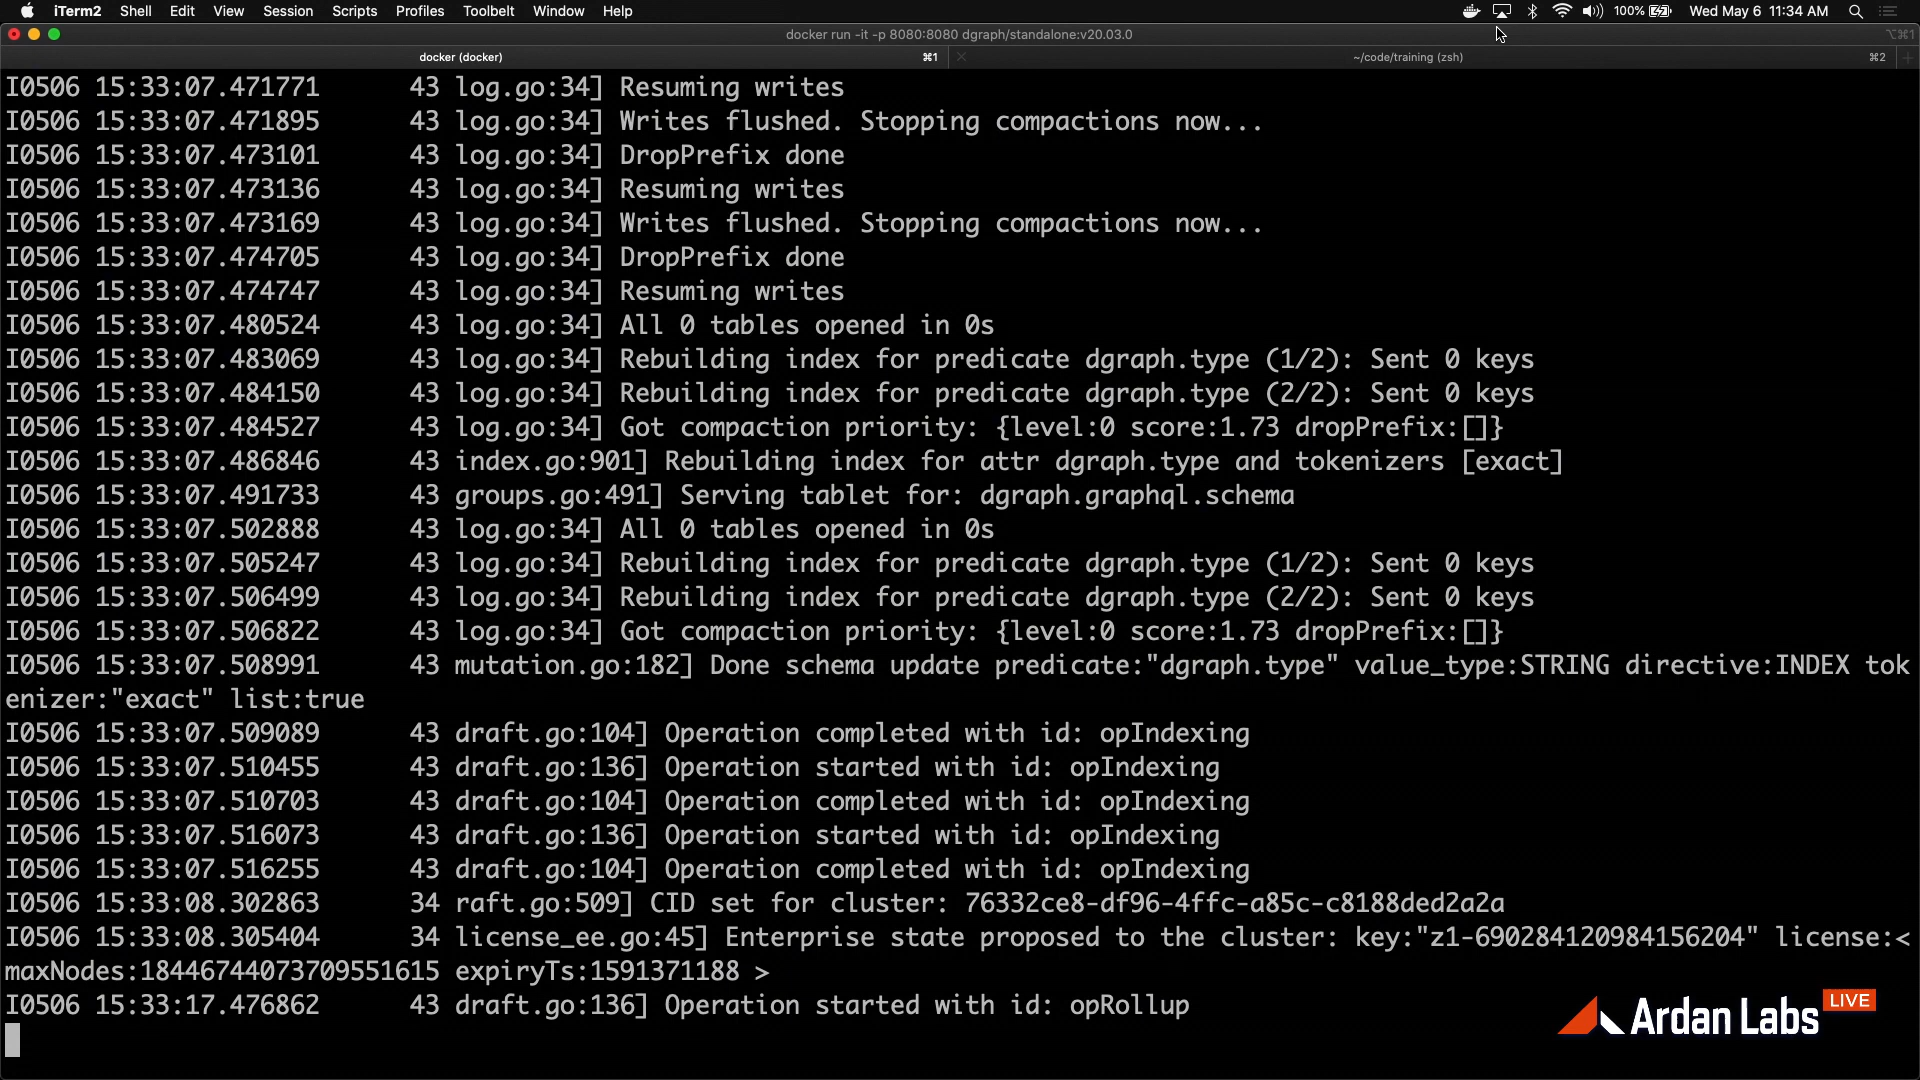 iTerm2 Shell Edit View Session Scripts Profiles Toolbelt Window Help 100% Wed May 6 11:34 AM
docker run -it -p 8080:8080 dgraph/standalone:v20.03.0 ⌥⌘1
docker (docker) ⌘1 ~/code/training (zsh) ⌘2
I0506 15:33:07.471771 43 log.go:34] Resuming writes
I0506 15:33:07.471895 43 log.go:34] Writes flushed. Stopping compactions now...
I0506 15:33:07.473101 43 log.go:34] DropPrefix done
I0506 15:33:07.473136 43 log.go:34] Resuming writes
I0506 15:33:07.473169 43 log.go:34] Writes flushed. Stopping compactions now...
I0506 15:33:07.474705 43 log.go:34] DropPrefix done
I0506 15:33:07.474747 43 log.go:34] Resuming writes
I0506 15:33:07.480524 43 log.go:34] All 0 tables opened in 0s
I0506 15:33:07.483069 43 log.go:34] Rebuilding index for predicate dgraph.type (1/2): Sent 0 keys
I0506 15:33:07.484150 43 log.go:34] Rebuilding index for predicate dgraph.type (2/2): Sent 0 keys
I0506 15:33:07.484527 43 log.go:34] Got compaction priority: {level:0 score:1.73 dropPrefix:[]}
I0506 15:33:07.486846 43 index.go:901] Rebuilding index for attr dgraph.type and tokenizers [exact]
I0506 15:33:07.491733 43 groups.go:491] Serving tablet for: dgraph.graphql.schema
I0506 15:33:07.502888 43 log.go:34] All 0 tables opened in 0s
I0506 15:33:07.505247 43 log.go:34] Rebuilding index for predicate dgraph.type (1/2): Sent 0 keys
I0506 15:33:07.506499 43 log.go:34] Rebuilding index for predicate dgraph.type (2/2): Sent 0 keys
I0506 15:33:07.506822 43 log.go:34] Got compaction priority: {level:0 score:1.73 dropPrefix:[]}
I0506 15:33:07.508991 43 mutation.go:182] Done schema update predicate:"dgraph.type" value_type:STRING directive:INDEX tok
enizer:"exact" list:true
I0506 15:33:07.509089 43 draft.go:104] Operation completed with id: opIndexing
I0506 15:33:07.510455 43 draft.go:136] Operation started with id: opIndexing
I0506 15:33:07.510703 43 draft.go:104] Operation completed with id: opIndexing
I0506 15:33:07.516073 43 draft.go:136] Operation started with id: opIndexing
I0506 15:33:07.516255 43 draft.go:104] Operation completed with id: opIndexing
I0506 15:33:08.302863 34 raft.go:509] CID set for cluster: 76332ce8-df96-4ffc-a85c-c8188ded2a2a
I0506 15:33:08.305404 34 license_ee.go:45] Enterprise state proposed to the cluster: key:"z1-690284120984156204" license:<
maxNodes:18446744073709551615 expiryTs:1591371188 >
I0506 15:33:17.476862 43 draft.go:136] Operation started with id: opRollup
Ardan Labs LIVE